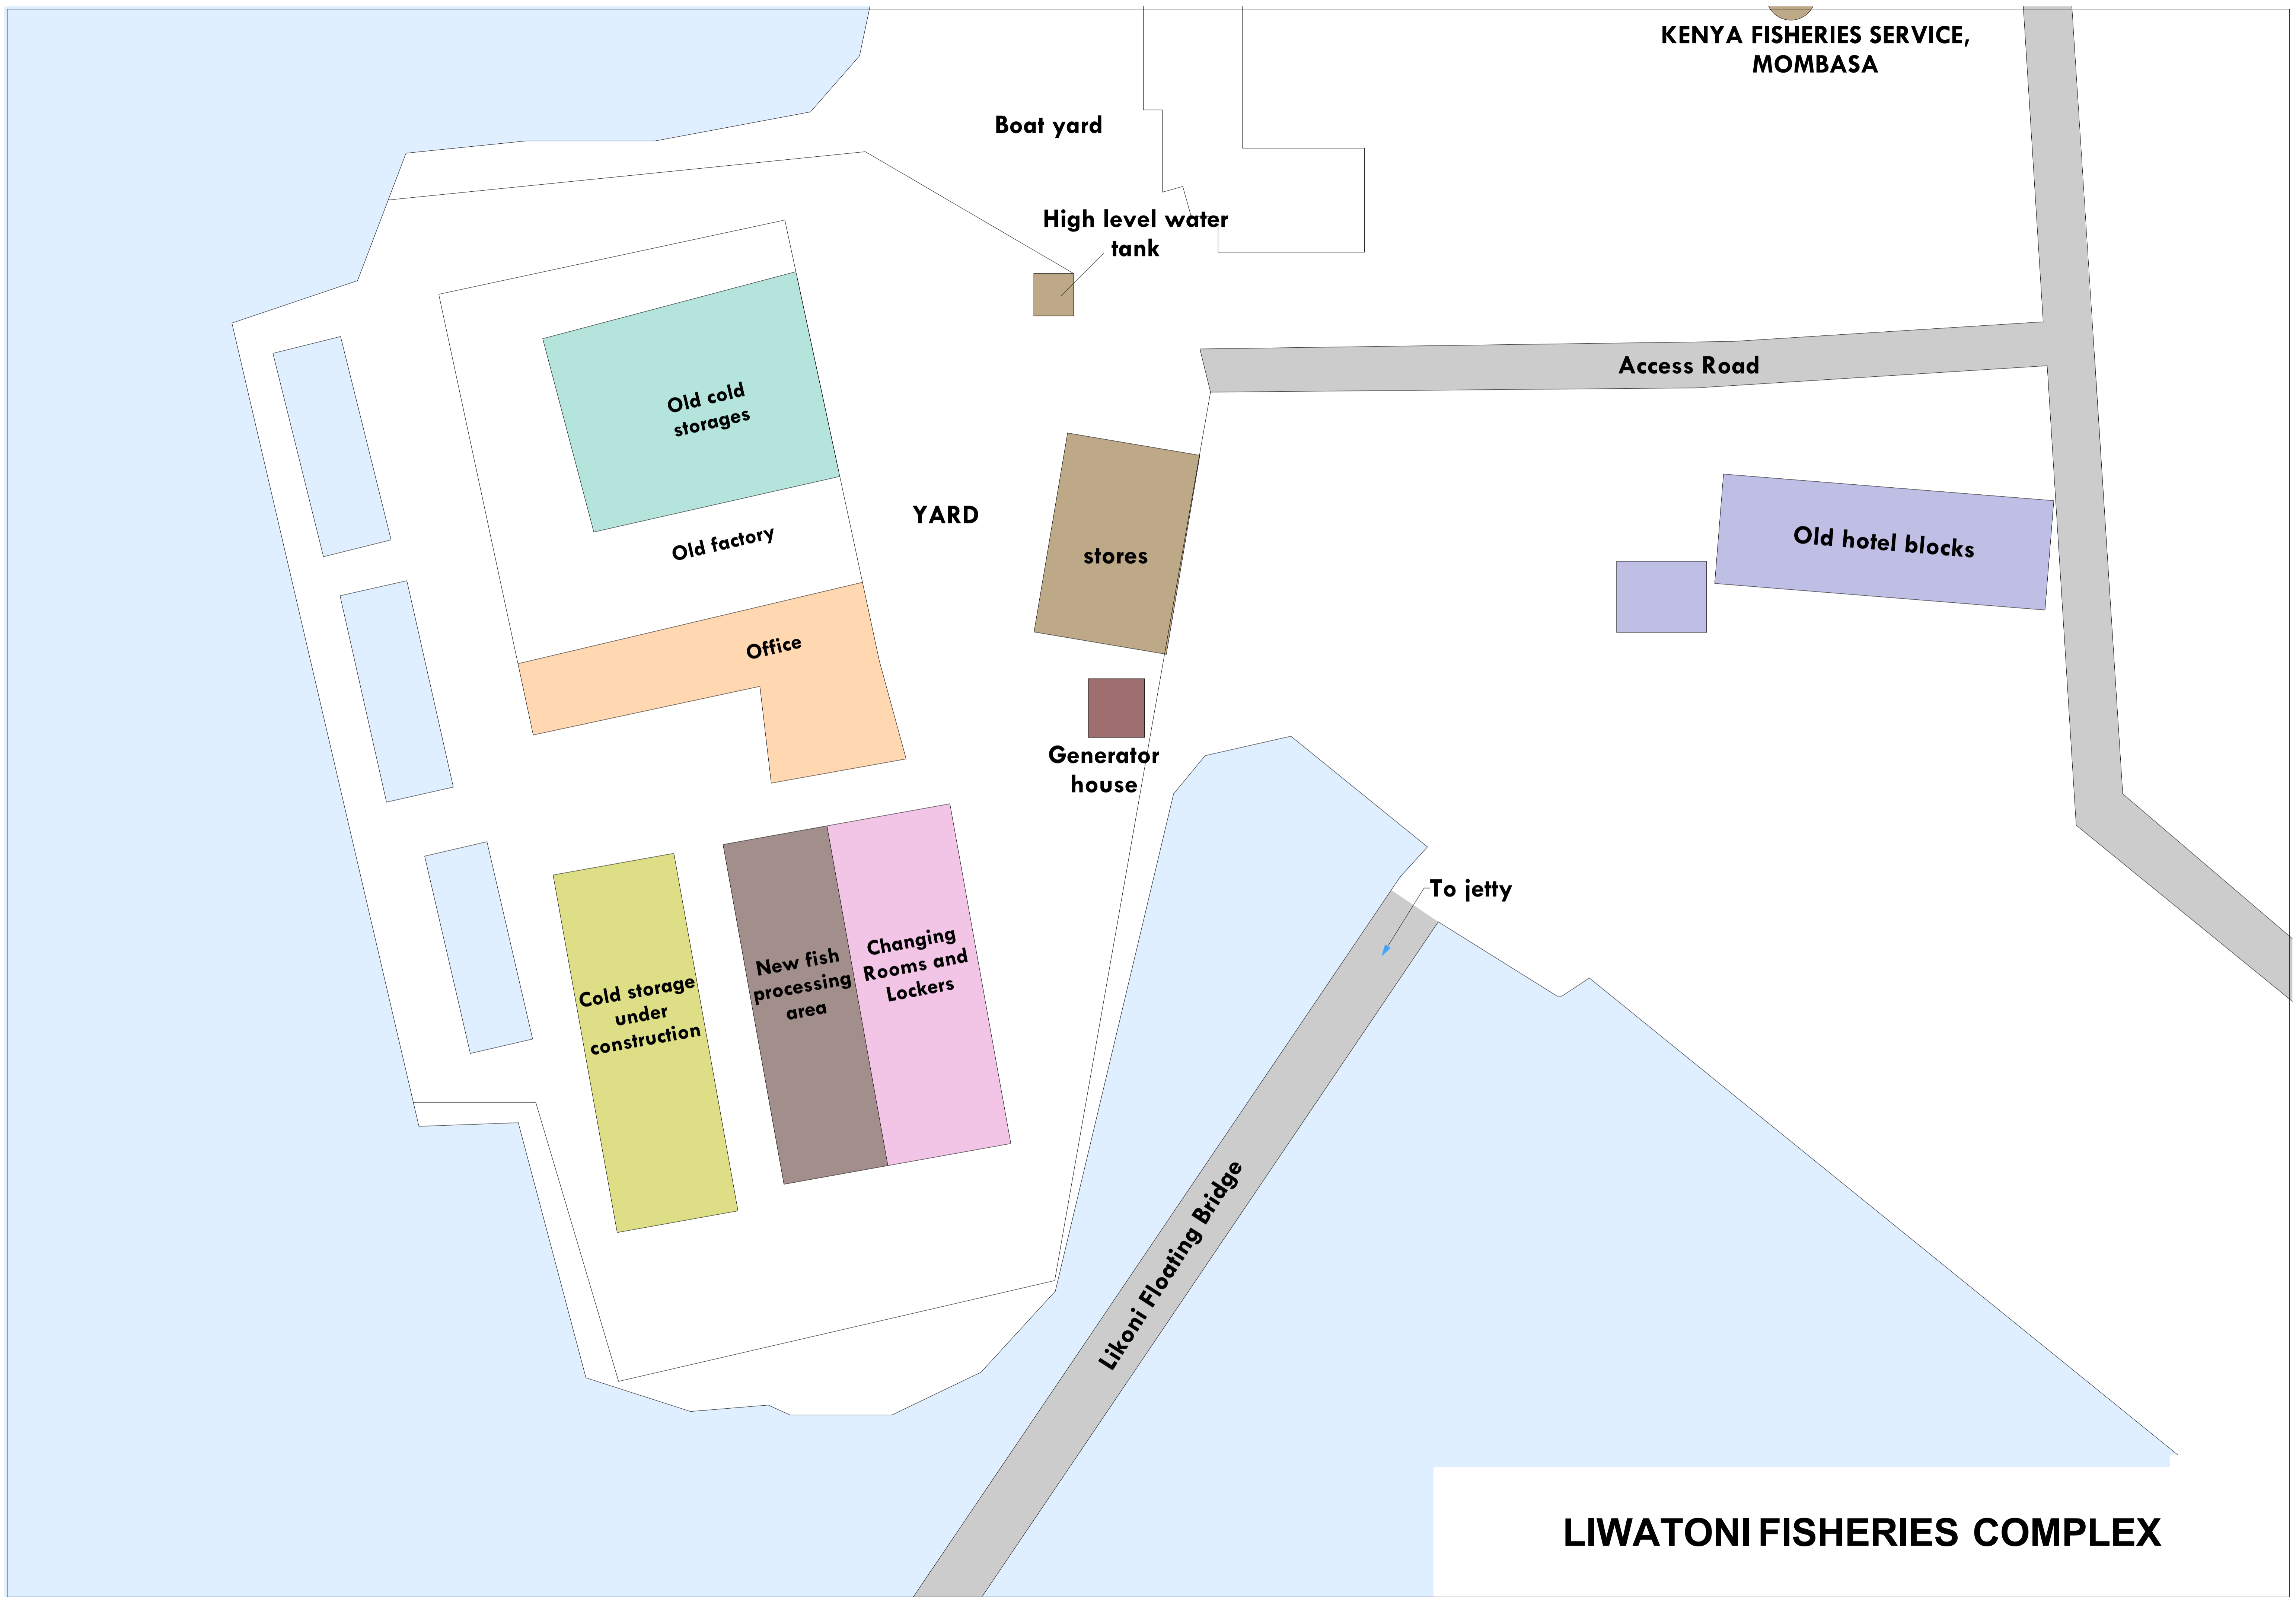 KENYA FISHERIES SERVICE,
MOMBASA
Boat yard
High level water
tank
Access Road
Old cold
storages
YARD
Old factory
stores
Old hotel blocks
Office
Generator
house
To jetty
Changing
Rooms and
Lockers
New fish
processing
area
Cold storage
under
construction
Likoni Floating Bridge
LIWATONI FISHERIES COMPLEX